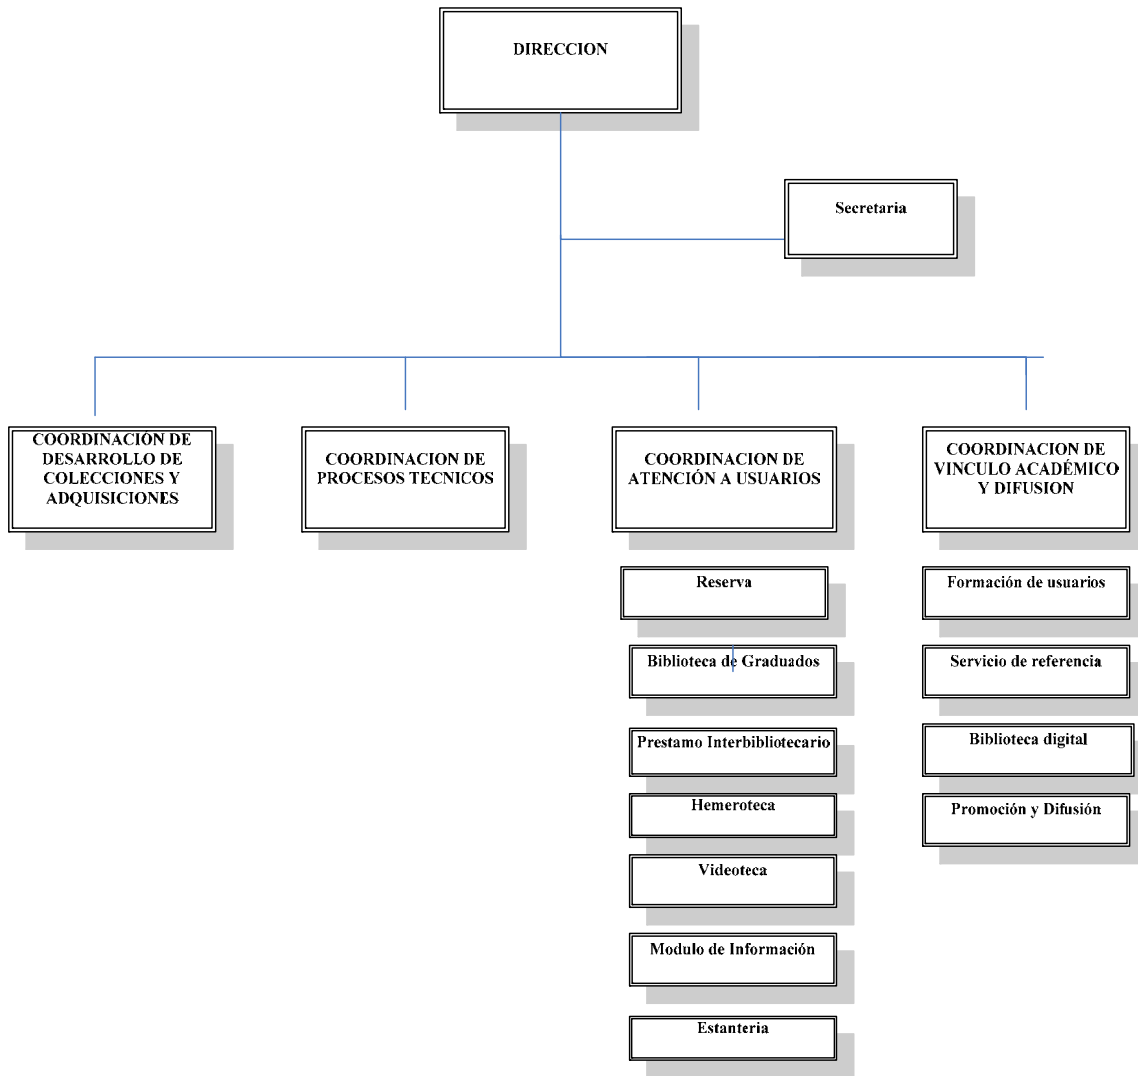 DIRECCION
Secretaria
COORDINACIÓN DE
DESARROLLO DE
COLECCIONES Y
ADQUISICIONES
COORDINACION DE
PROCESOS TECNICOS
COORDINACION DE
ATENCIÓN A USUARIOS
COORDINACION DE
VINCULO ACADÉMICO
Y DIFUSION
Reserva
Biblioteca de Graduados
Prestamo Interbibliotecario
Hemeroteca
Videoteca
Modulo de Información
Estanteria
Formación de usuarios
Servicio de referencia
Biblioteca digital
Promoción y Difusión